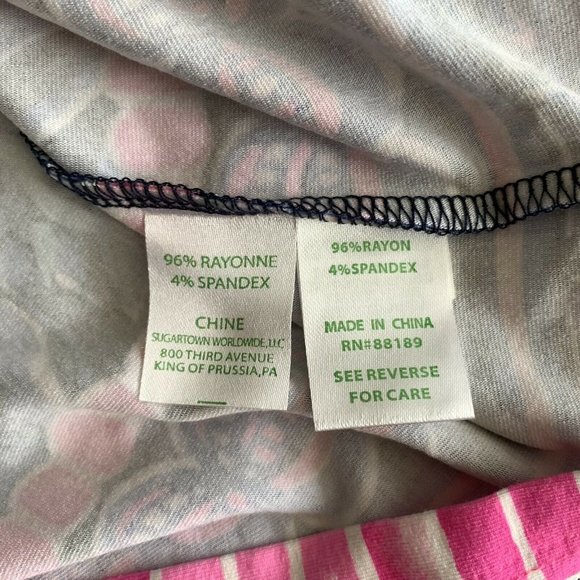 96%RAYONNE
4%SPANDEX
CHINE
SUGARTOWN WORLDWIDE,LLC
800 THIRD AVENUE
KING OF PRUSSIA,PA
96%RAYON
4%SPANDEX
MADE IN CHINA
RN#88189
SEE REVERSE
FOR CARE